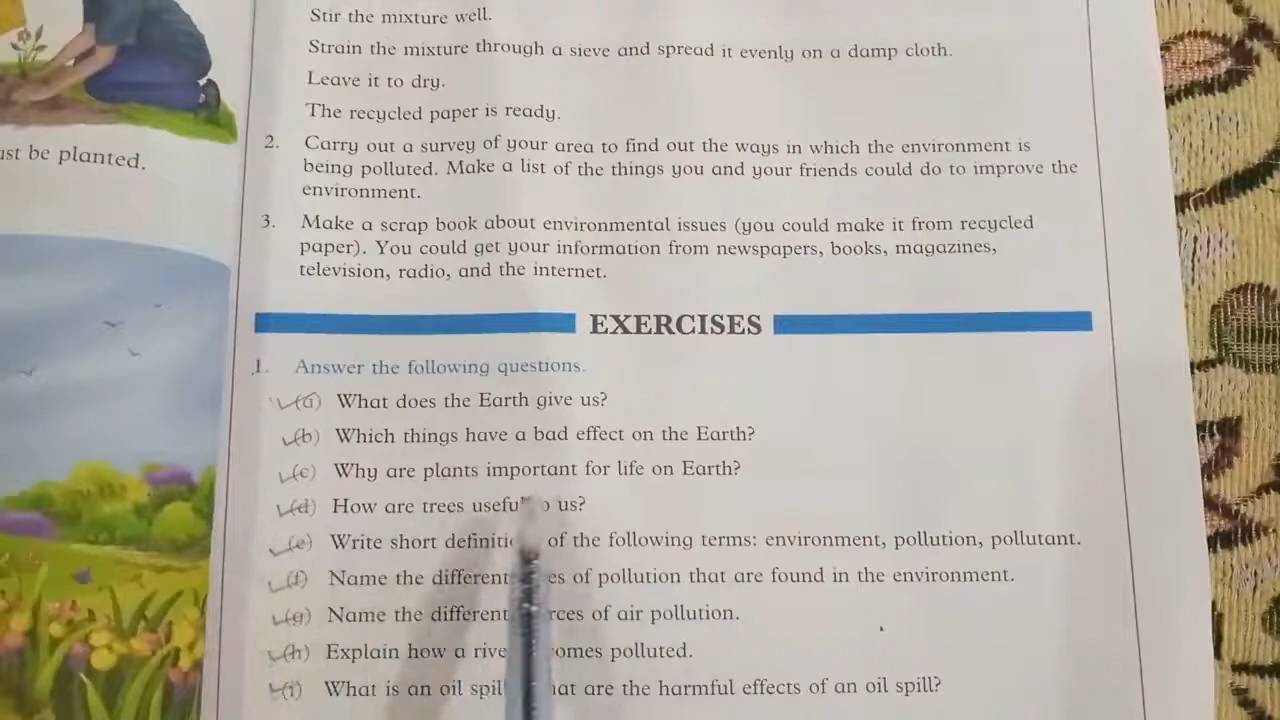 Stir the mixture well.
Strain the mixture through a sieve and spread it evenly on a damp cloth.
Leave it to dry.
The recycled paper is ready.
be planted.
2. Carry out a survey of your area to find out the ways in which the environment is
being polluted. Make a list of the things you and your friends could do to improve the
environment.
3. Make a scrap book about environmental issues (you could make it from recycled
paper). You could get your information from newspapers, books, magazines,
television, radio, and the internet.
EXERCISES
1. Answer the following questions.
(a) What does the Earth give us?
(b) Which things have a bad effect on the Earth?
(c) Why are plants important for life on Earth?
(d) How are trees us?
(e) Write short of the following terms: environment, pollution, pollutant.
(f) Name the different of pollution that are found in the environment.
(g) Name the different of air pollution.
(h) Explain how a polluted.
(i) What is an oil are the harmful effects of an oil spill?